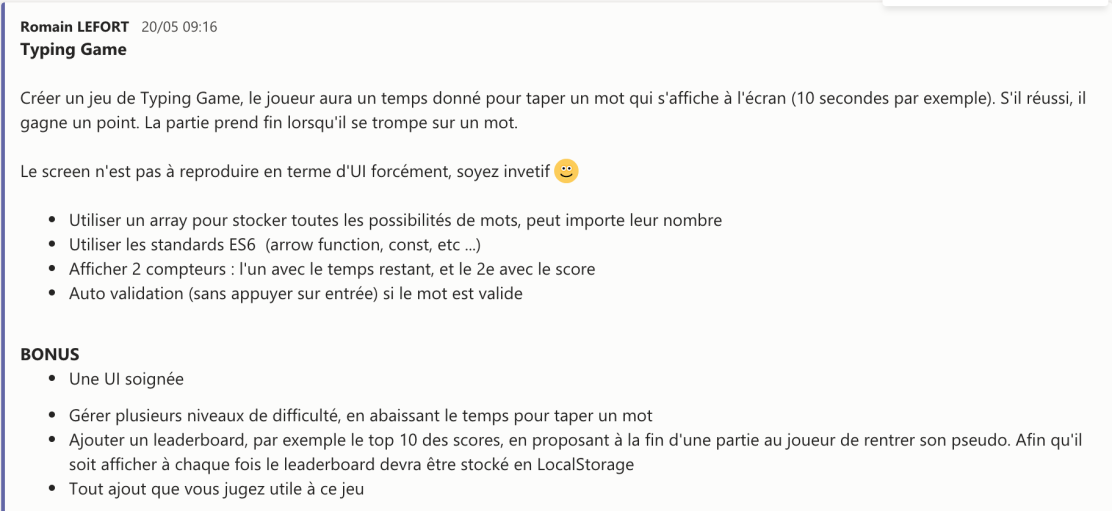 Romain LEFORT 20/05 09:16
Typing Game
Créer un jeu de Typing Game, le joueur aura un temps donné pour taper un mot qui s'affiche à l'écran (10 secondes par exemple). S'il réussi, il
gagne un point. La partie prend fin lorsqu'il se trompe sur un mot.
Le screen n'est pas à reproduire en terme d'UI forcément, soyez invetif 🙂
• Utiliser un array pour stocker toutes les possibilités de mots, peut importe leur nombre
• Utiliser les standards ES6 (arrow function, const, etc ...)
• Afficher 2 compteurs : l'un avec le temps restant, et le 2e avec le score
• Auto validation (sans appuyer sur entrée) si le mot est valide
BONUS
• Une UI soignée
• Gérer plusieurs niveaux de difficulté, en abaissant le temps pour taper un mot
• Ajouter un leaderboard, par exemple le top 10 des scores, en proposant à la fin d'une partie au joueur de rentrer son pseudo. Afin qu'il
soit afficher à chaque fois le leaderboard devra être stocké en LocalStorage
• Tout ajout que vous jugez utile à ce jeu